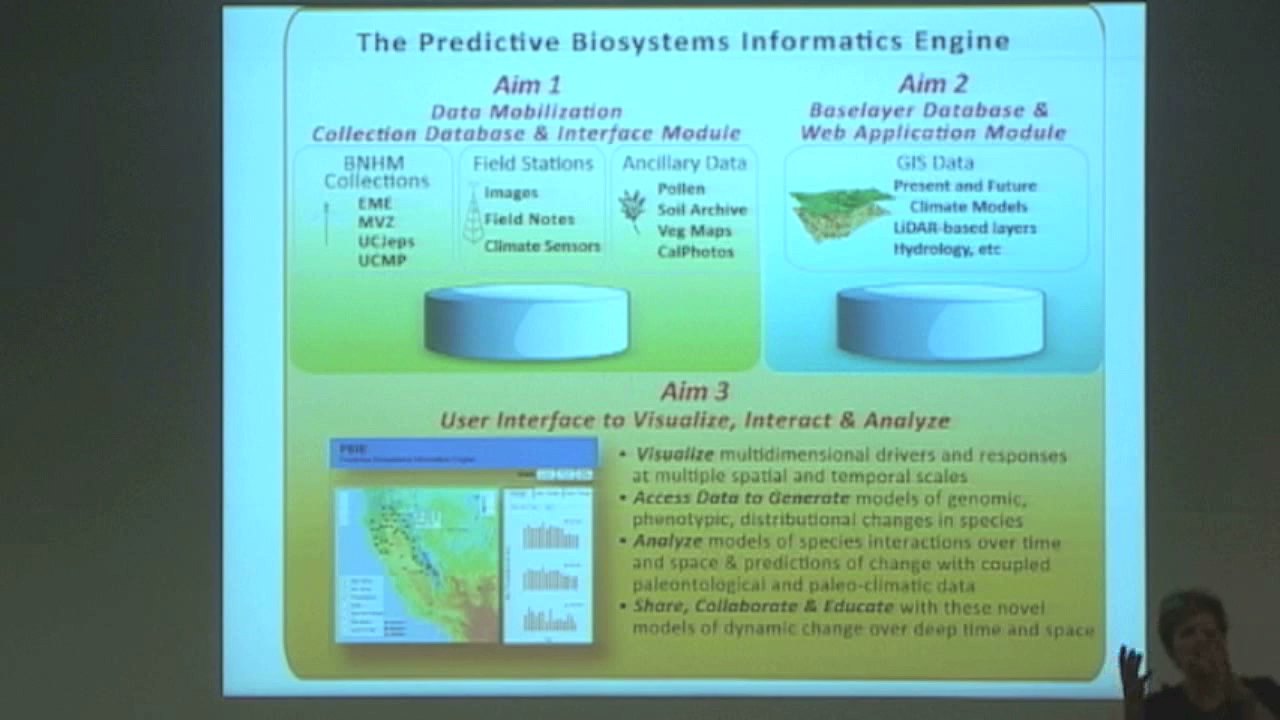 The Predictive Biosystems Informatics Engine
Aim 1
Data Mobilization
Collection Database & Interface Module
BNHM
Collections
EME
MVZ
UCJeps
UCMP
Field Stations
Images
Field Notes
Climate Sensors
Ancillary Data
Pollen
Soil Archive
Veg Maps
CalPhotos
Aim 2
Baselayer Database &
Web Application Module
GIS Data
Present and Future
Climate Models
LiDAR-based layers
Hydrology, etc
Aim 3
User Interface to Visualize, Interact & Analyze
• Visualize multidimensional drivers and responses
at multiple spatial and temporal scales
• Access Data to Generate models of genomic,
phenotypic, distributional changes in species
• Analyze models of species interactions over time
and space & predictions of change with coupled
paleontological and paleo-climatic data
• Share, Collaborate & Educate with these novel
models of dynamic change over deep time and space